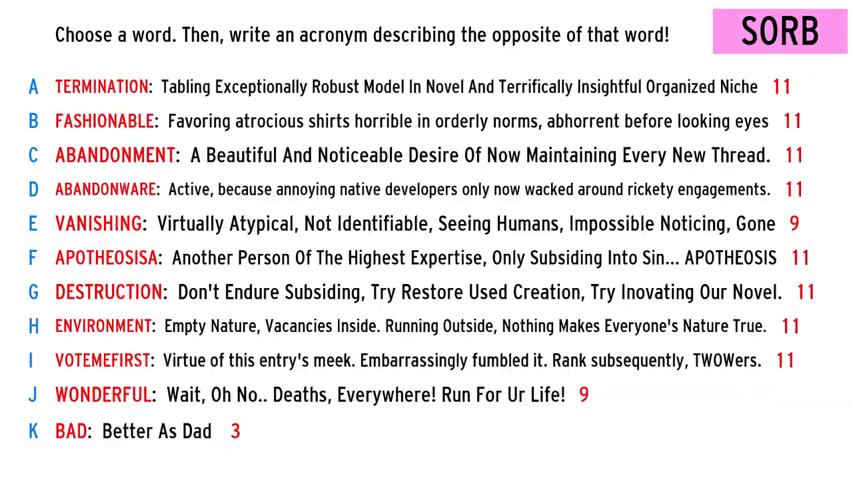 Choose a word. Then, write an acronym describing the opposite of that word!
SORB
A TERMINATION: Tabling Exceptionally Robust Model In Novel And Terrifically Insightful Organized Niche 11
B FASHIONABLE: Favoring atrocious shirts horrible in orderly norms, abhorrent before looking eyes 11
C ABANDONMENT: A Beautiful And Noticeable Desire Of Now Maintaining Every New Thread. 11
D ABANDONWARE: Active, because annoying native developers only now wacked around rickety engagements. 11
E VANISHING: Virtually Atypical, Not Identifiable, Seeing Humans, Impossible Noticing, Gone 9
F APOTHEOSISA: Another Person Of The Highest Expertise, Only Subsiding Into Sin... APOTHEOSIS 11
G DESTRUCTION: Don't Endure Subsiding, Try Restore Used Creation, Try Inovating Our Novel. 11
H ENVIRONMENT: Empty Nature, Vacancies Inside. Running Outside, Nothing Makes Everyone's Nature True. 11
I VOTEMEFIRST: Virtue of this entry's meek. Embarrassingly fumbled it. Rank subsequently, TWOWers. 11
J WONDERFUL: Wait, Oh No.. Deaths, Everywhere! Run For Ur Life! 9
K BAD: Better As Dad 3